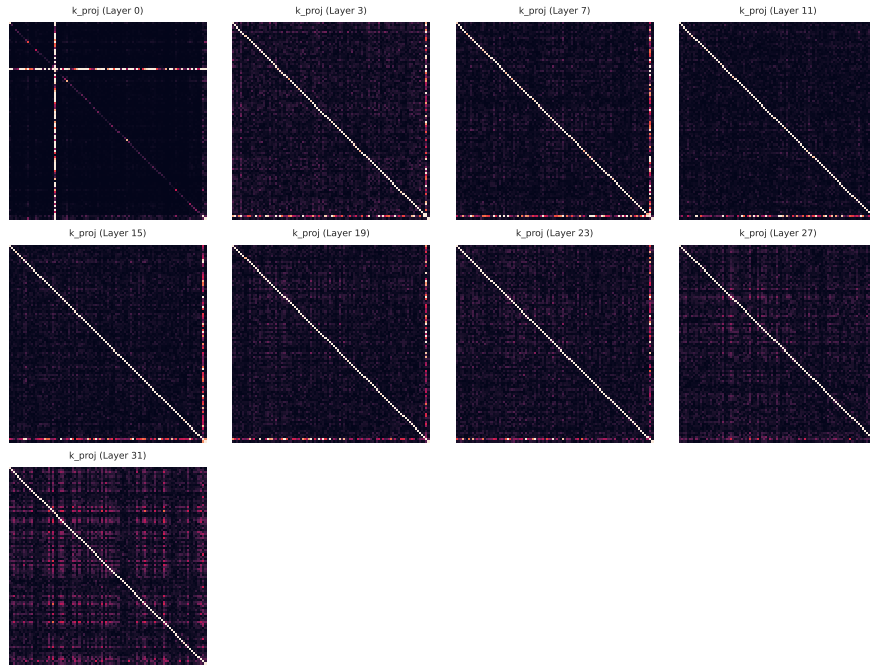 k_proj (Layer 0)
k_proj (Layer 3)
k_proj (Layer 7)
k_proj (Layer 11)
k_proj (Layer 15)
k_proj (Layer 19)
k_proj (Layer 23)
k_proj (Layer 27)
k_proj (Layer 31)